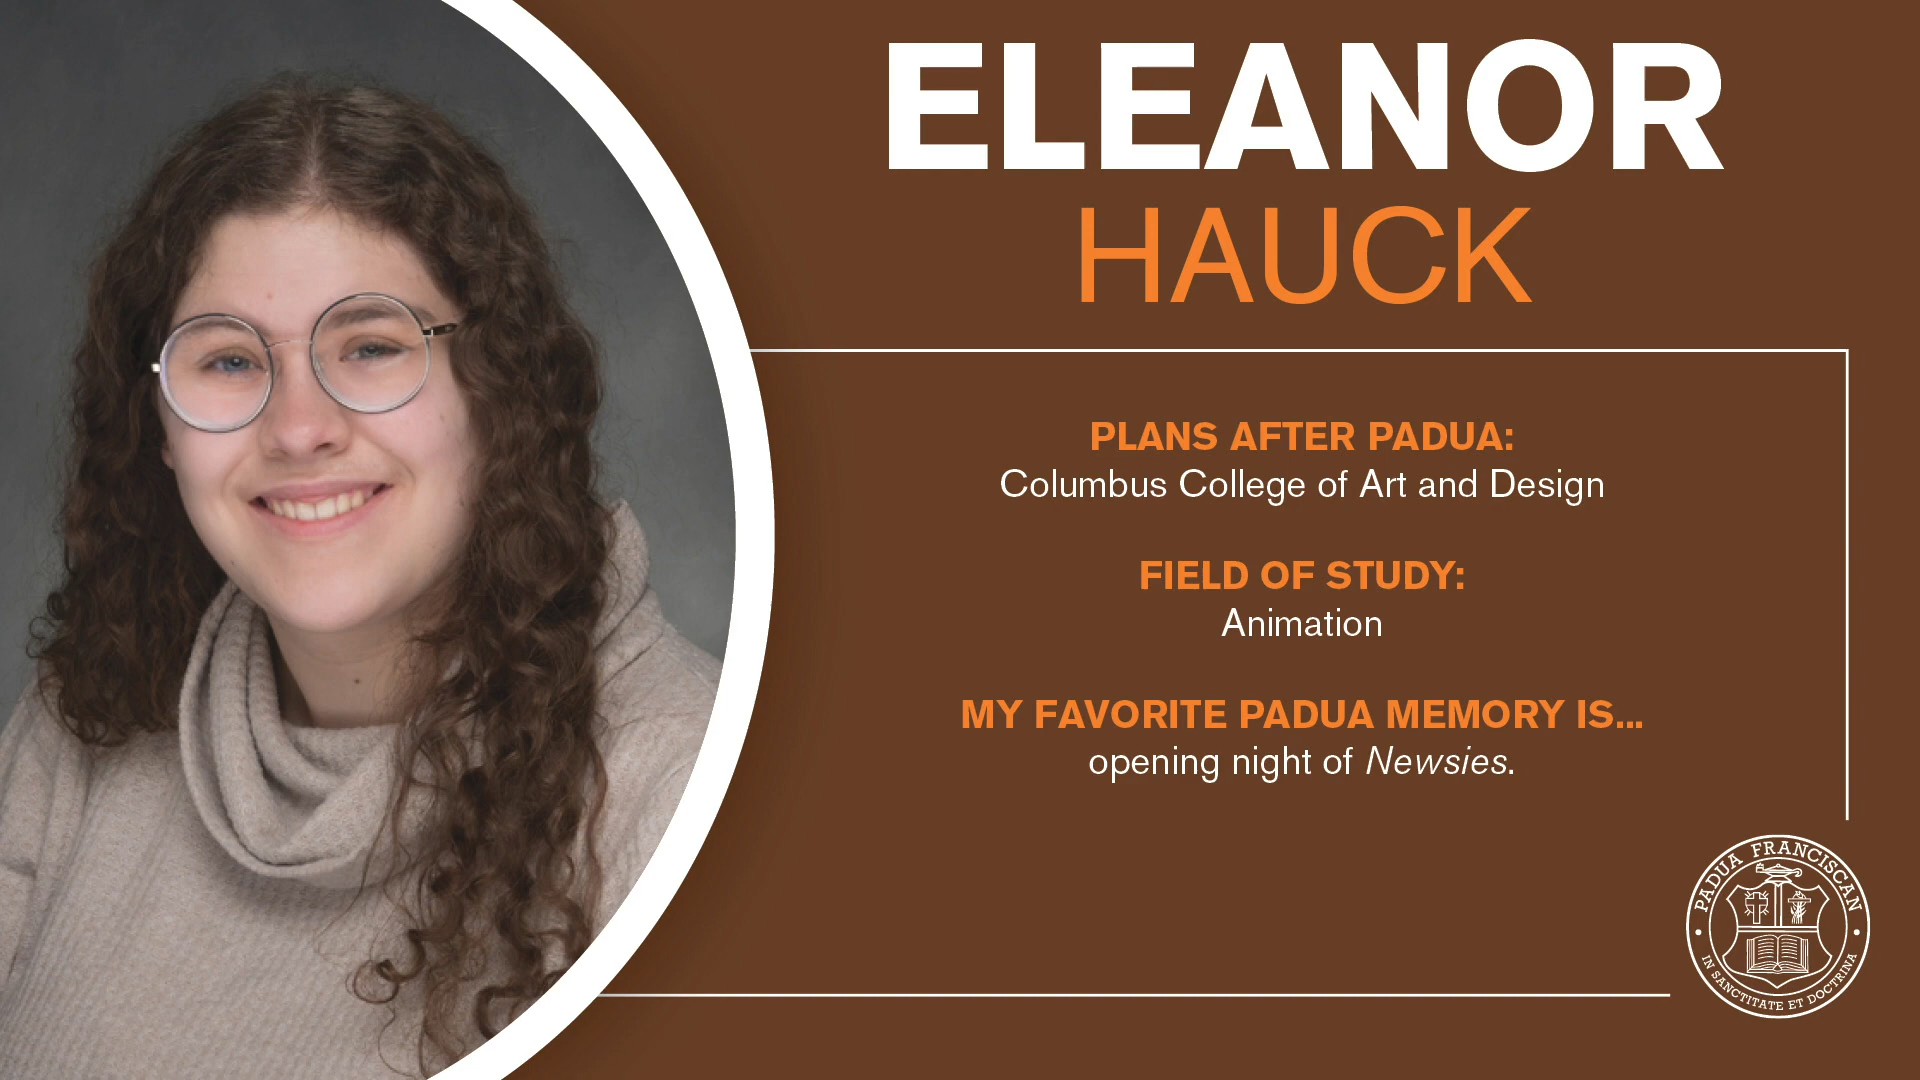 ELEANOR
HAUCK
PLANS AFTER PADUA:
Columbus College of Art and Design
FIELD OF STUDY:
Animation
MY FAVORITE PADUA MEMORY IS...
opening night of Newsies.
PADUA FRANCISCAN
IN SANCTITATE ET DOCTRINA